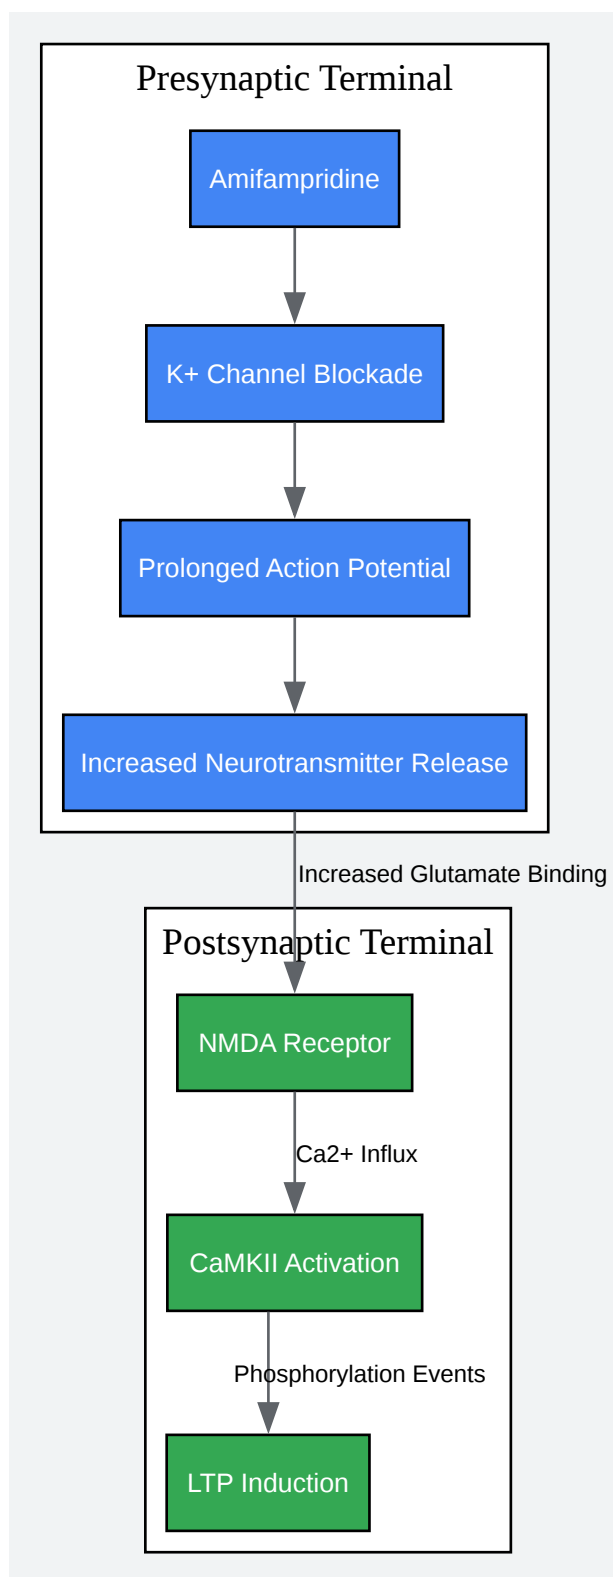 Presynaptic Terminal
Amifampridine
K+ Channel Blockade
Prolonged Action Potential
Increased Neurotransmitter Release
Increased Glutamate Binding
Postsynaptic Terminal
NMDA Receptor
Ca2+ Influx
CaMKII Activation
Phosphorylation Events
LTP Induction